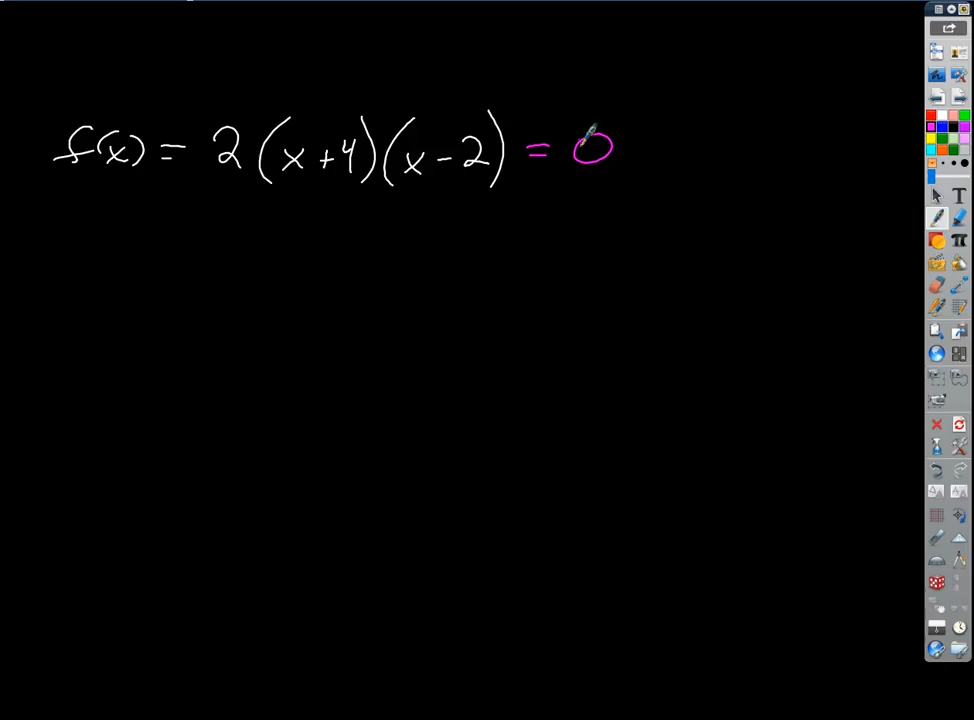 f(x) = 2(x+4)(x-2) = 0